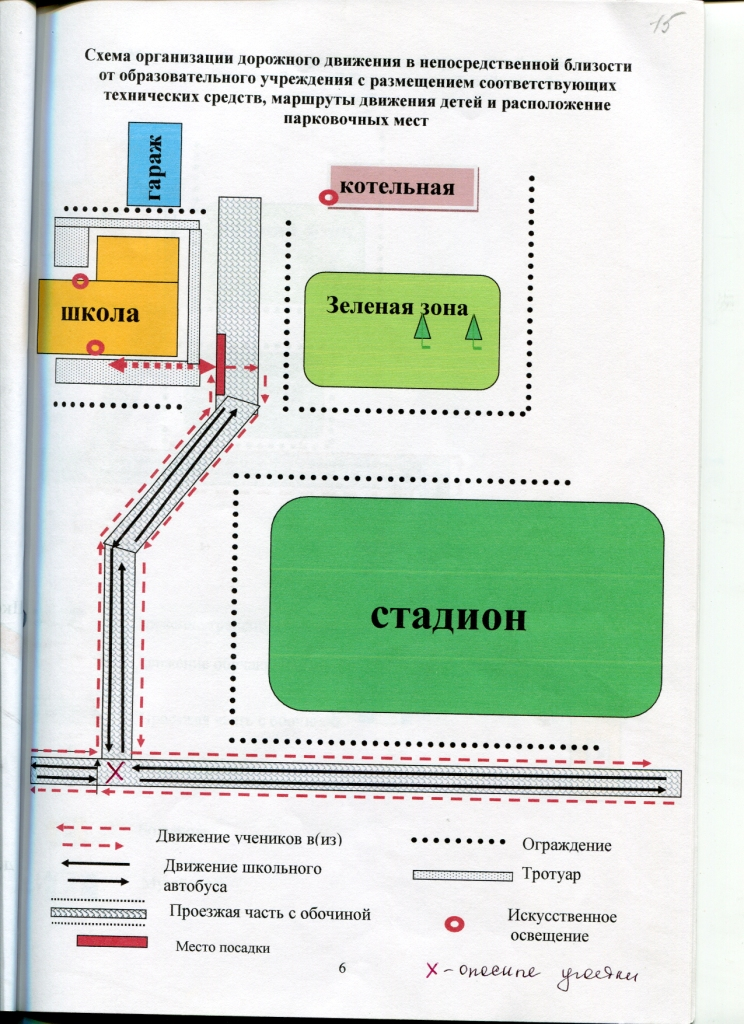 15
Схема организации дорожного движения в непосредственной близости
от образовательного учреждения с размещением соответствующих
технических средств, маршруты движения детей и расположение
парковочных мест
гараж
котельная
школа
Зеленая зона
стадион
X
Движение учеников в(из)
Движение школьного
автобуса
Проезжая часть с обочиной
Место посадки
Ограждение
Тротуар
Искусственное
освещение
6
X - опасные участки